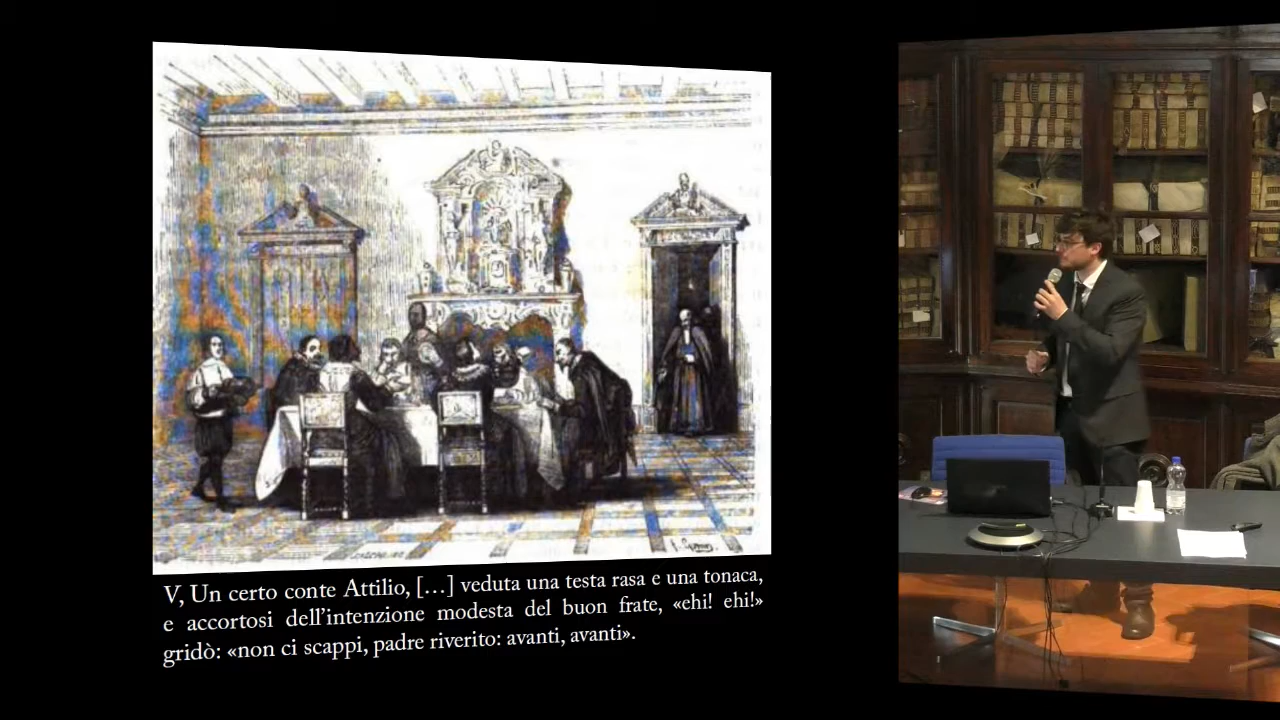 V, Un certo conte Attilio, […] veduta una testa rasa e una tonaca,
e accortosi dell'intenzione modesta del buon frate, «ehi! ehi!»
gridò: «non ci scappi, padre riverito: avanti, avanti».